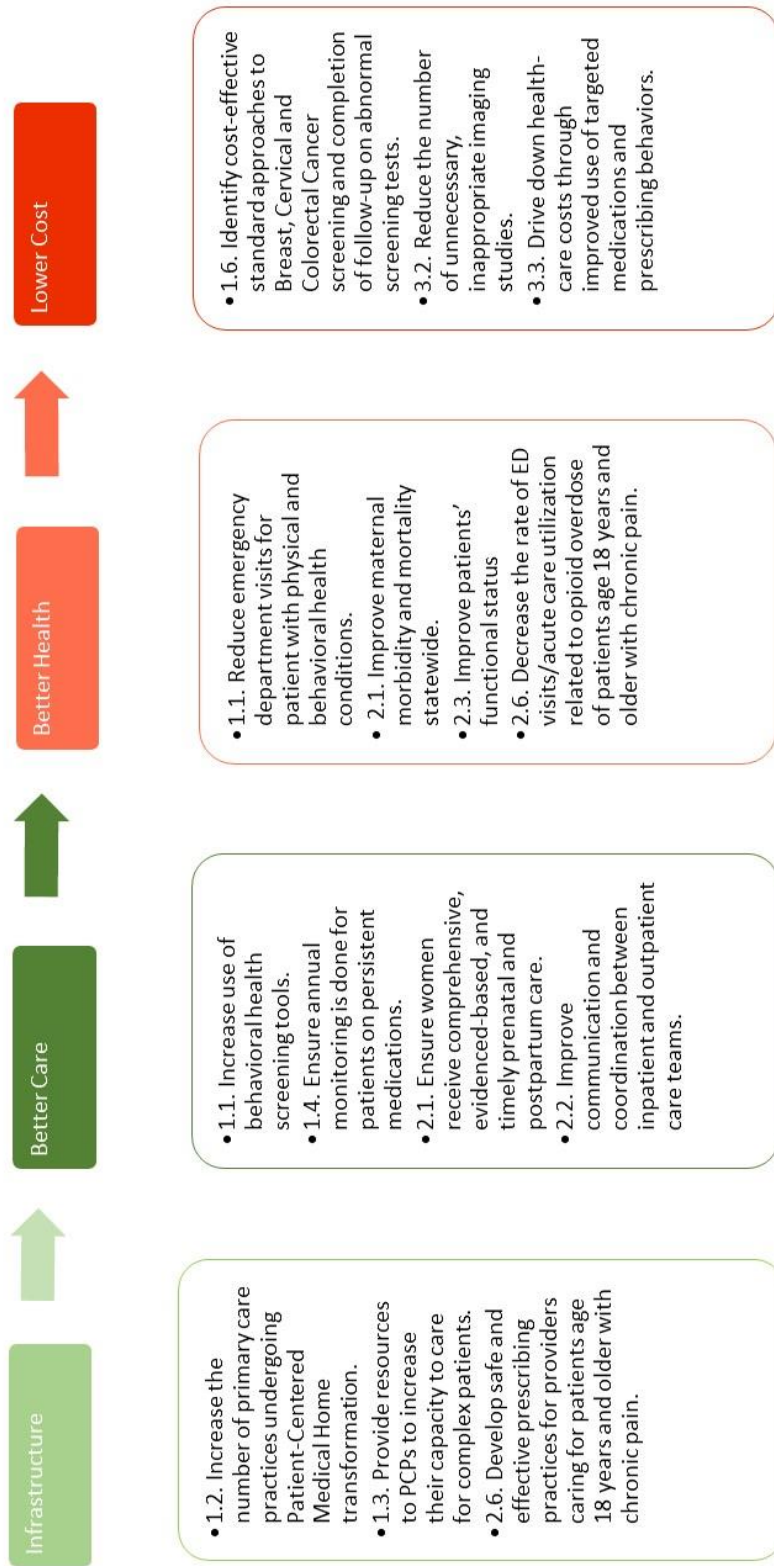 Infrastructure
•1.2. Increase the
number of primary care
practices undergoing
Patient-Centered
Medical Home
transformation.
•1.3. Provide resources
to PCPs to increase
their capacity to care
for complex patients.
•2.6. Develop safe and
effective prescribing
practices for providers
caring for patients age
18 years and older with
chronic pain.
Better Care
•1.1. Increase use of
behavioral health
screening tools.
•1.4. Ensure annual
monitoring is done for
patients on persistent
medications.
•2.1. Ensure women
receive comprehensive,
evidenced-based, and
timely prenatal and
postpartum care.
•2.2. Improve
communication and
coordination between
inpatient and outpatient
care teams.
Better Health
•1.1. Reduce emergency
department visits for
patient with physical and
behavioral health
conditions.
• 2.1. Improve maternal
morbidity and mortality
statewide.
•2.3. Improve patients’
functional status
•2.6. Decrease the rate of ED
visits/acute care utilization
related to opioid overdose
of patients age 18 years and
older with chronic pain.
Lower Cost
•1.6. Identify cost-effective
standard approaches to
Breast, Cervical and
Colorectal Cancer
screening and completion
of follow-up on abnormal
screening tests.
•3.2. Reduce the number
of unnecessary,
inappropriate imaging
studies.
•3.3. Drive down health-
care costs through
improved use of targeted
medications and
prescribing behaviors.